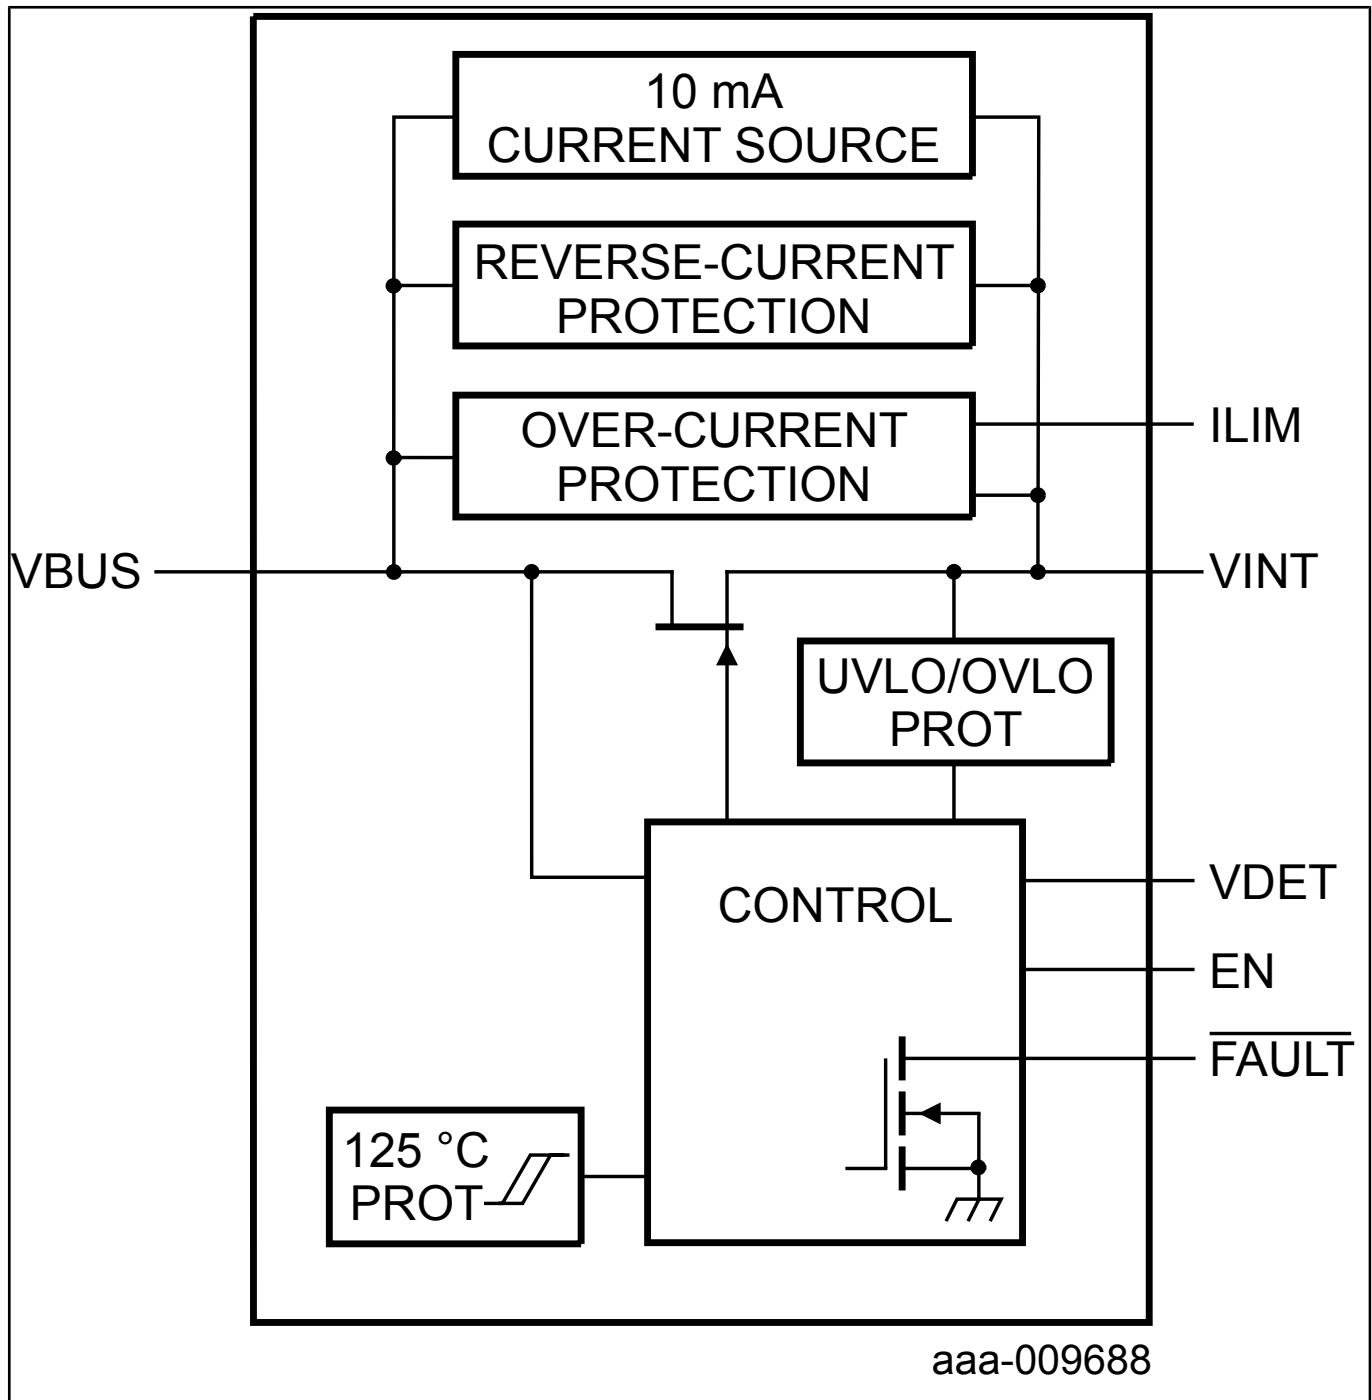 10 mA
CURRENT SOURCE
REVERSE-CURRENT
PROTECTION
OVER-CURRENT
PROTECTION
ILIM
VBUS
VINT
UVLO/OVLO
PROT
VDET
CONTROL
EN
FAULT
125 °C
PROT
aaa-009688